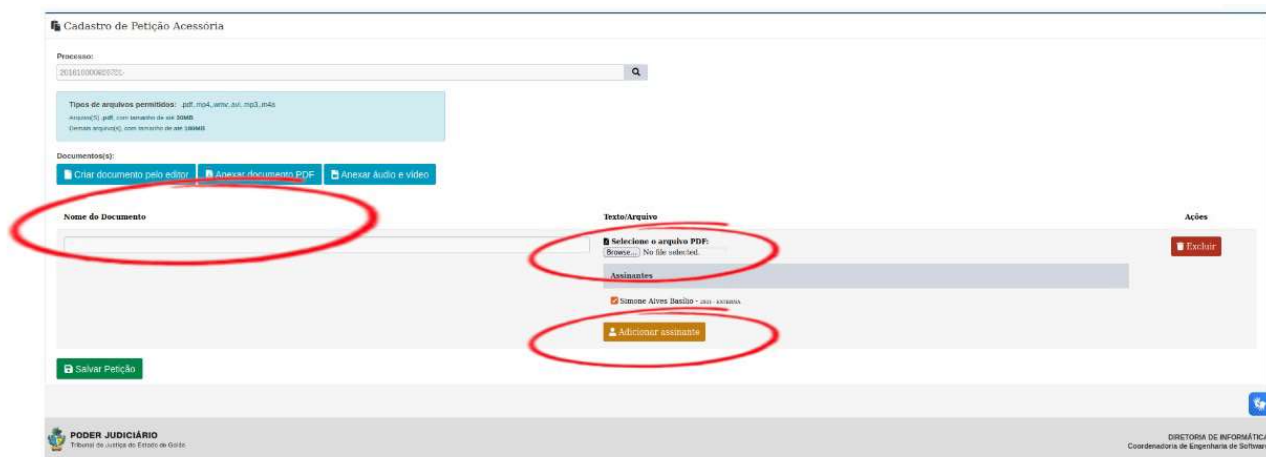 Cadastro de Petição Acessória
Processo:
Tipos de arquivos permitidos: .pdf,.mp4,.wmv,.avi,.mp3,.m4a
Arquivo(S) .pdf, com tamanho de até 30MB
Demais arquivo(s), com tamanho de até 100MB
Documentos(s):
Criar documento pelo editor Anexar documento PDF Anexar áudio e vídeo
Nome do Documento Texto/Arquivo Ações
Selecione o arquivo PDF: Excluir
Browse... No file selected.
Assinantes
Simone Alves Basílio -
Adicionar assinante
Salvar Petição
PODER JUDICIÁRIO
Tribunal de Justiça do Estado de Goiás
DIRETORIA DE INFORMÁTICA
Coordenadoria de Engenharia de Software